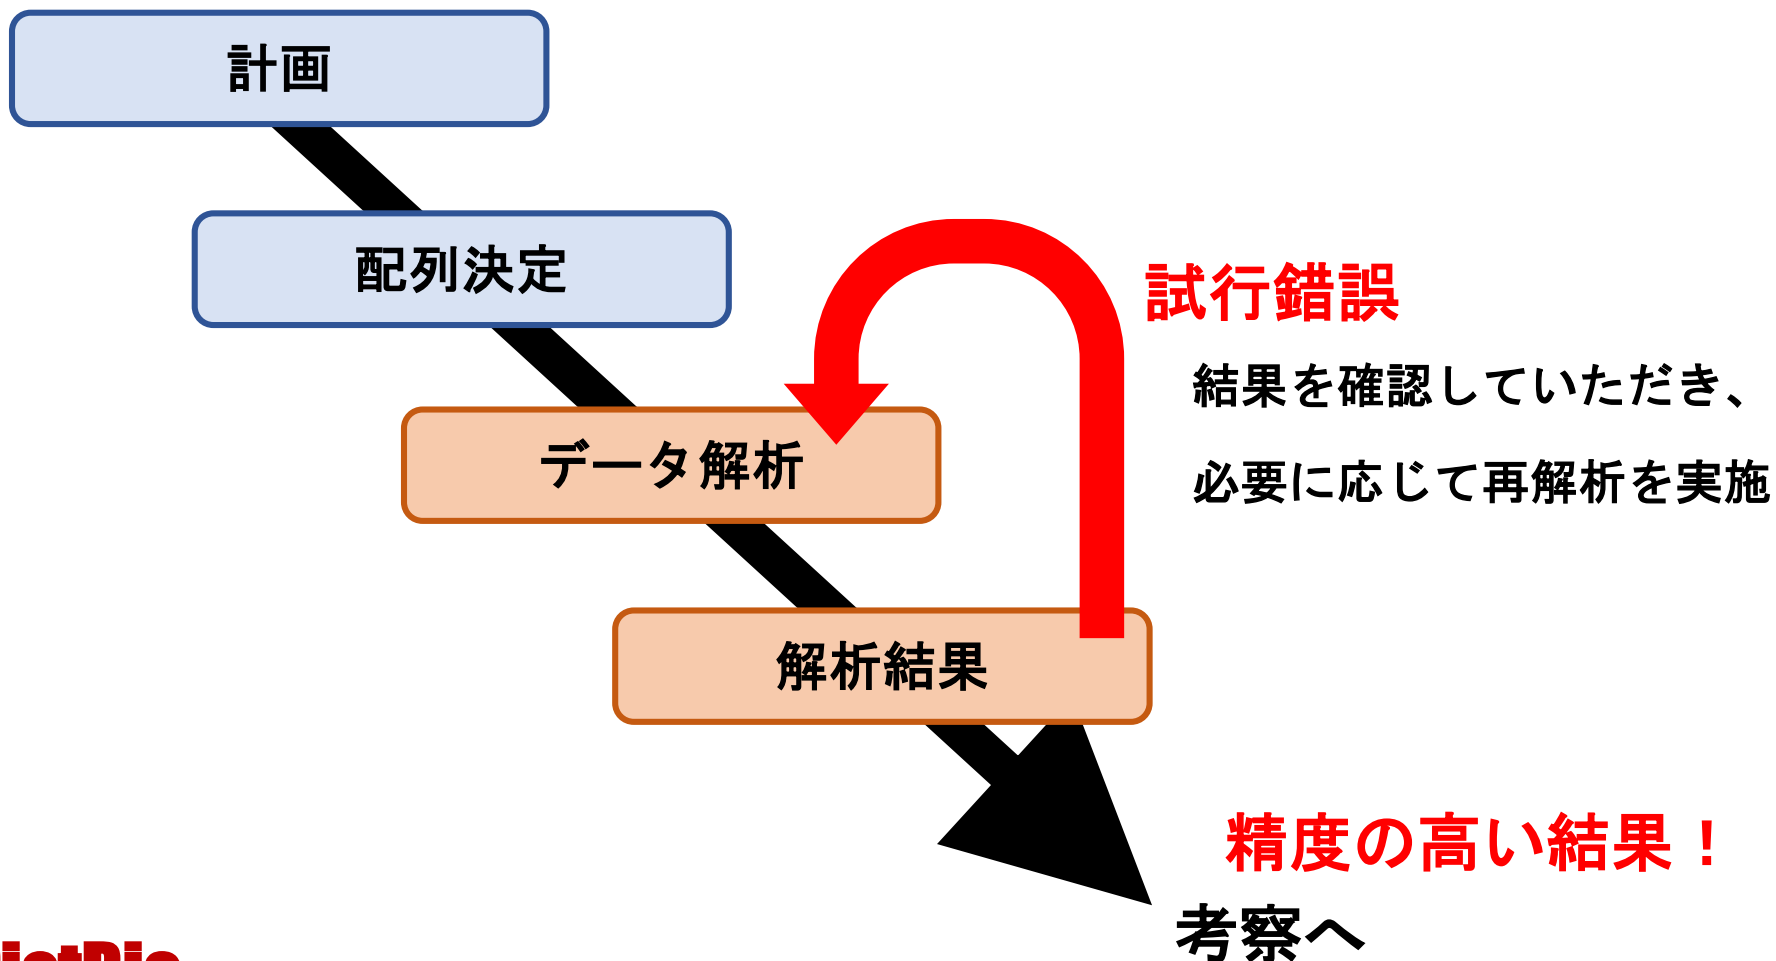 計画
配列決定
試行錯誤
結果を確認していただき、
データ解析
必要に応じて再解析を実施
解析結果
精度の高い結果！
考察へ